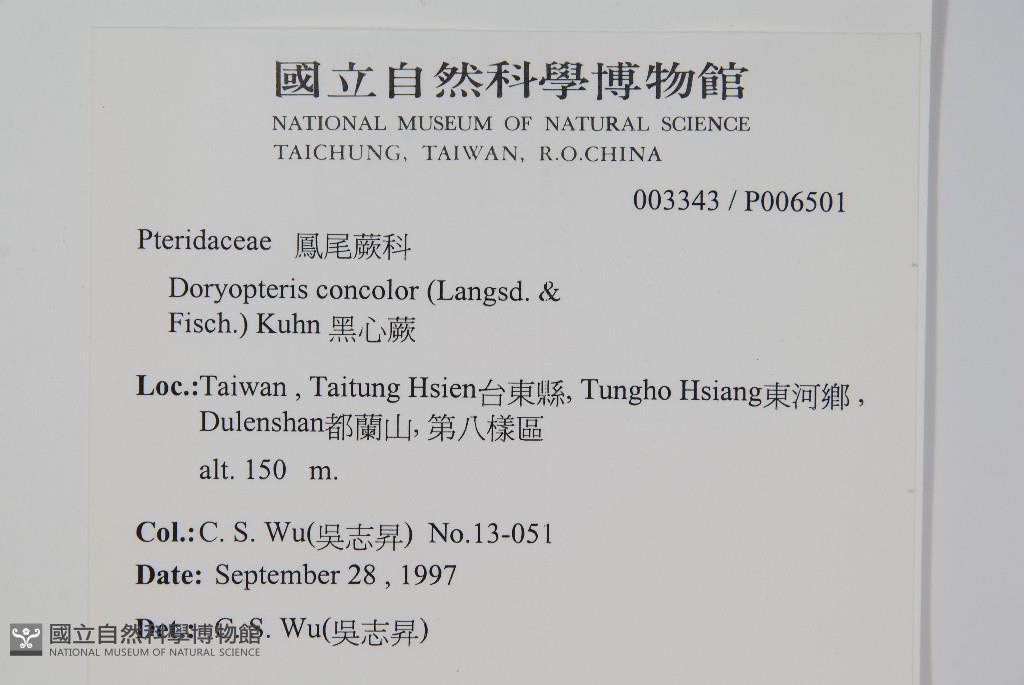 國立自然科學博物館
NATIONAL MUSEUM OF NATURAL SCIENCE
TAICHUNG, TAIWAN, R.O.CHINA
003343 / P006501
Pteridaceae 鳳尾蕨科
Doryopteris concolor (Langsd. &
Fisch.) Kuhn 黑心蕨
Loc.:Taiwan , Taitung Hsien台東縣, Tungho Hsiang東河鄉 ,
Dulenshan都蘭山, 第八樣區
alt. 150 m.
Col.: C. S. Wu(吳志昇) No.13-051
Date: September 28 , 1997
Det.: C. S. Wu(吳志昇)
國立自然科學博物館
NATIONAL MUSEUM OF NATURAL SCIENCE